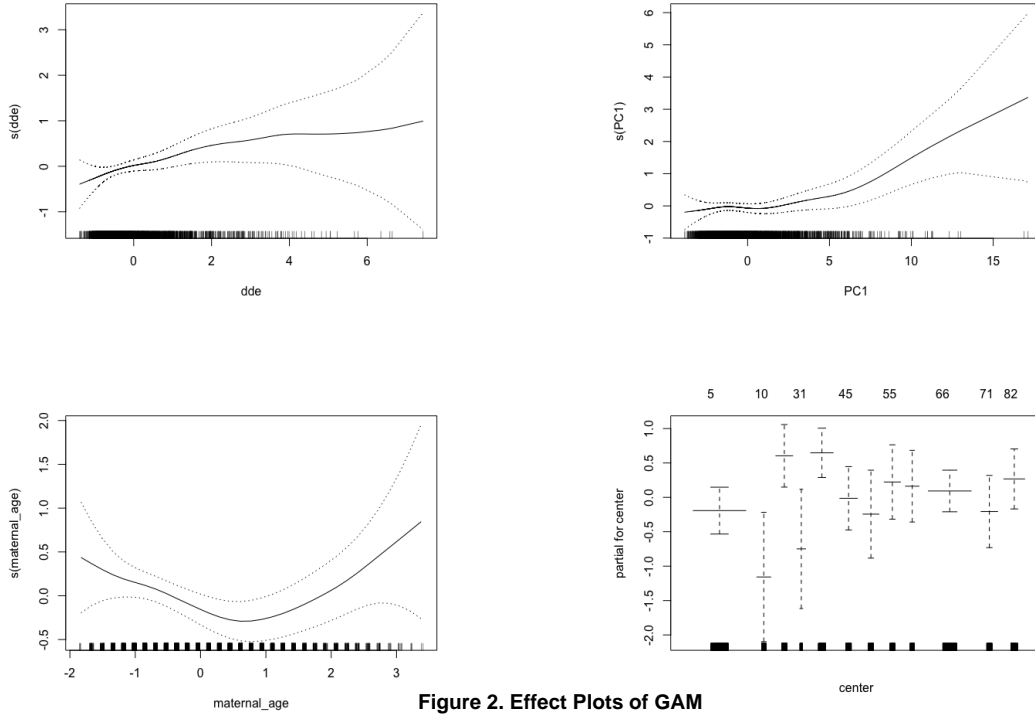 s(dde)
3
2
1
0
-1
0 2 4 6
dde
s(PC1)
6
5
4
3
2
1
0
-1
0 5 10 15
PC1
s(maternal_age)
2.0
1.5
1.0
0.5
0.0
-0.5
-2 -1 0 1 2 3
maternal_age
5 10 31 45 55 66 71 82
partial for center
1.0
0.5
0.0
-0.5
-1.0
-1.5
-2.0
center
Figure 2. Effect Plots of GAM